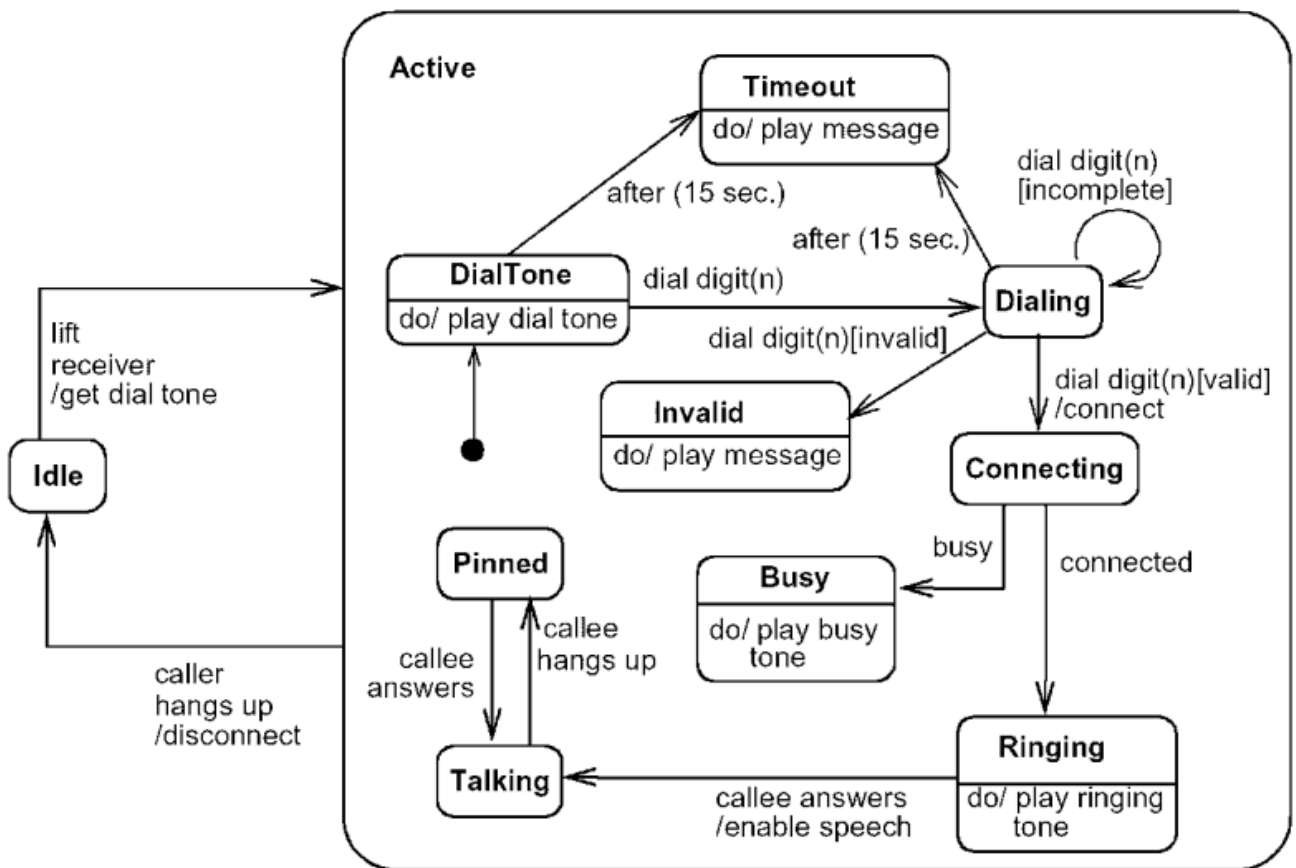 Active
Timeout
do/ play message
dial digit(n)
[incomplete]
after (15 sec.)
after (15 sec.)
DialTone
do/ play dial tone
dial digit(n)
Dialing
lift
receiver
/get dial tone
dial digit(n)[invalid]
dial digit(n)[valid]
/connect
Invalid
do/ play message
Idle
Connecting
Pinned
busy
connected
Busy
do/ play busy
tone
callee
hangs up
callee
answers
caller
hangs up
/disconnect
Talking
Ringing
do/ play ringing
tone
callee answers
/enable speech